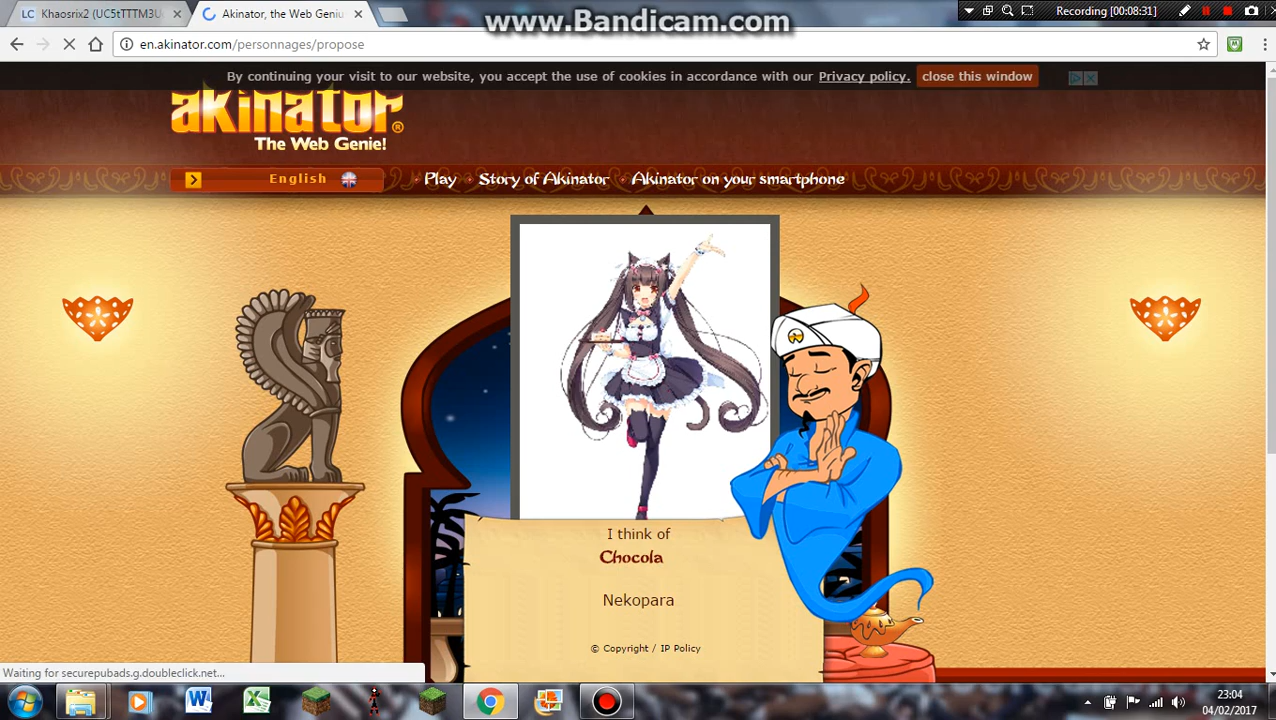 www.Bandicam.com
Recording [00:08:31]
LC Khaosrix2 (UC5tTTTM3U
Akinator, the Web Geniu
en.akinator.com/personnages/propose
By continuing your visit to our website, you accept the use of cookies in accordance with our Privacy policy. close this window
akinator®
The Web Genie!
English
Play
Story of Akinator
Akinator on your smartphone
I think of
Chocola
Nekopara
© Copyright / IP Policy
Waiting for securepubads.g.doubleclick.net...
23:04
04/02/2017